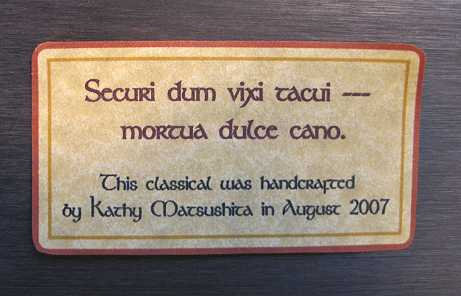 Securi dum vixi tacui ---
mortua dulce cano.
This classical was handcrafted
by Kathy Matsushita in August 2007